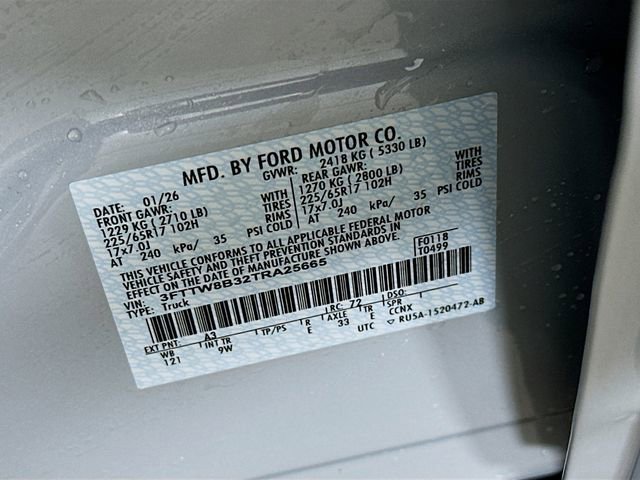 MFD. BY FORD MOTOR CO.
DATE: 01/26 GVWR: 2418 KG ( 5330 LB)
FRONT GAWR: REAR GAWR:
1229 KG (2710 LB) WITH 1270 KG ( 2800 LB) WITH
225/65R17 102H TIRES 225/65R17 102H TIRES
17x7.0J RIMS 17x7.0J RIMS
AT 240 kPa/ 35 PSI COLD AT 240 kPa/ 35 PSI COLD
THIS VEHICLE CONFORMS TO ALL APPLICABLE FEDERAL MOTOR
VEHICLE SAFETY AND THEFT PREVENTION STANDARDS IN
EFFECT ON THE DATE OF MANUFACTURE SHOWN ABOVE.
VIN: 3FTTW8B32TRA25665 F0118
TYPE: Truck T0499
EXT PNT: A3 RC: 72 DSO:
WB INT TR TP/PS R AXLE TR SPR
121 9W E 33 E CCNX
UTC RU5A-1520472-AB